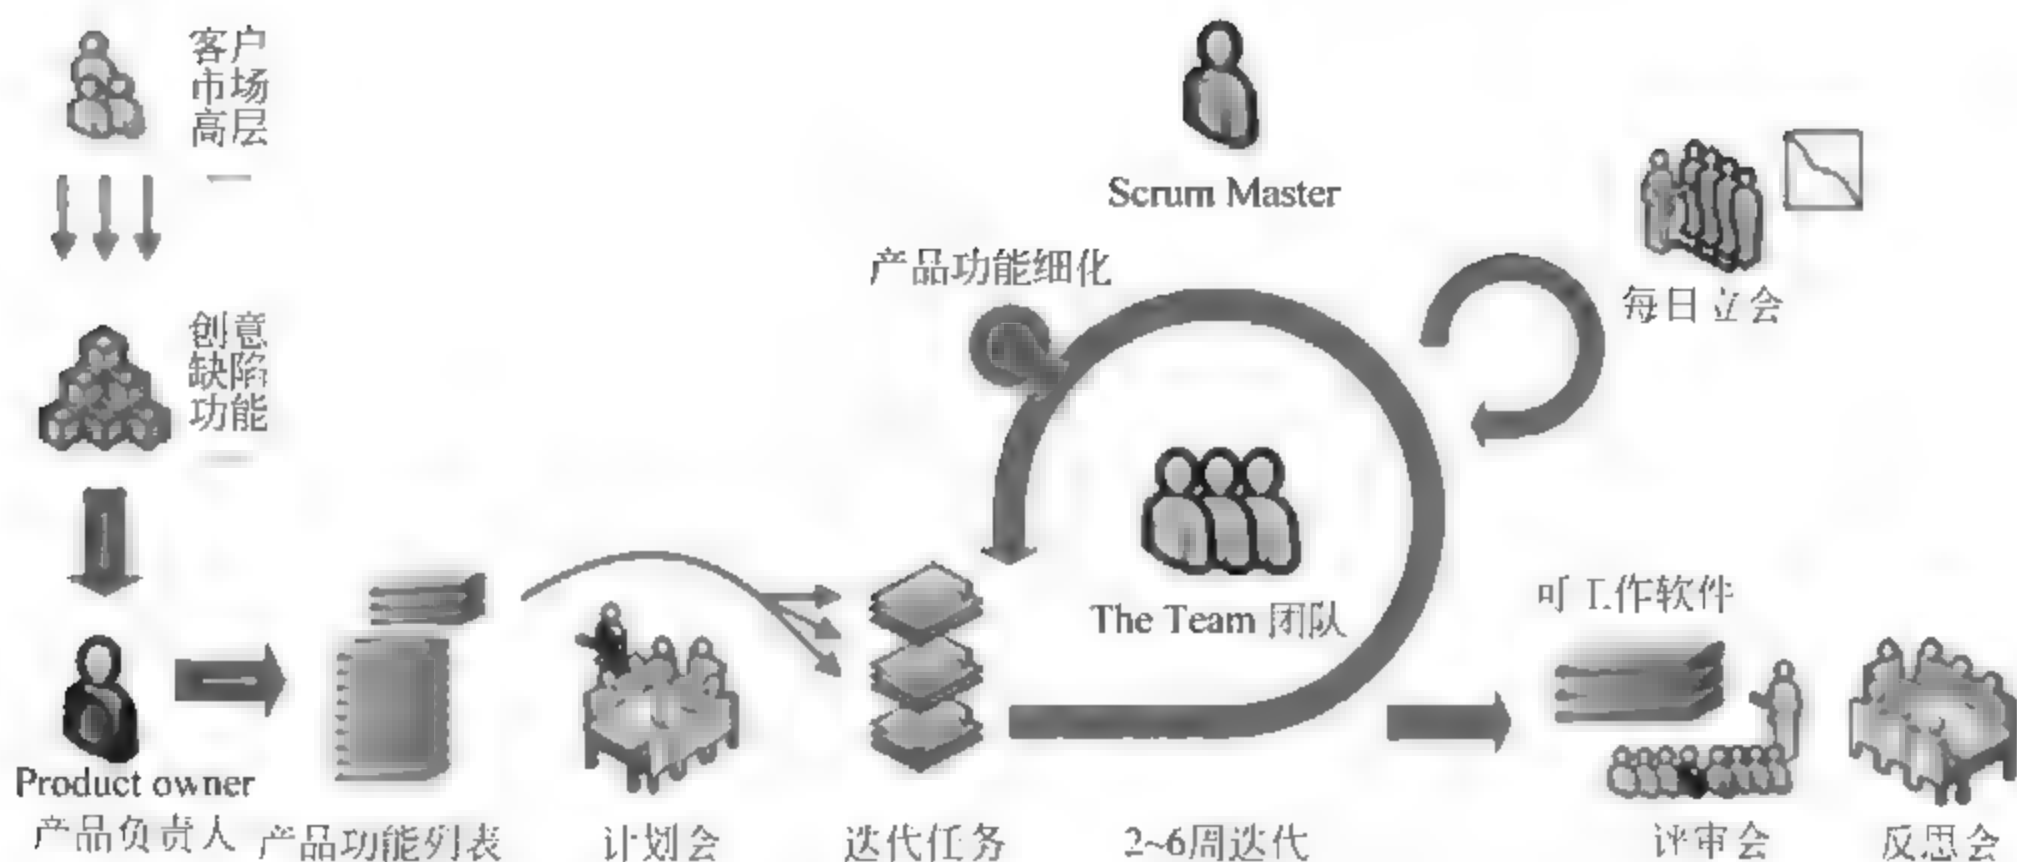 客户
市场
高层
创意
缺陷
功能
Product owner
产品负责人
产品功能列表
计划会
迭代任务
产品功能细化
Scrum Master
The Team 团队
2~6周迭代
每日立会
可工作软件
评审会
反思会